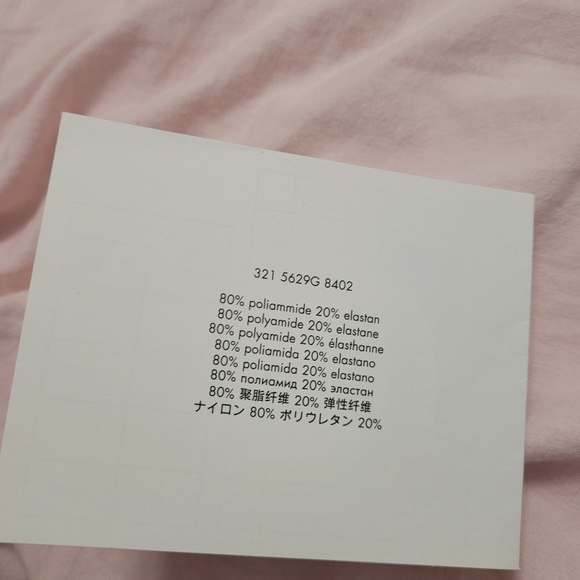 321 5629G 8402
80% poliammide 20% elastan
80% polyamide 20% elastane
80% polyamide 20% élasthanne
80% poliamida 20% elastano
80% poliamida 20% elastano
80% полиамид 20% эластан
80% 聚脂纤维 20% 弹性纤维
ナイロン 80% ポリウレタン 20%